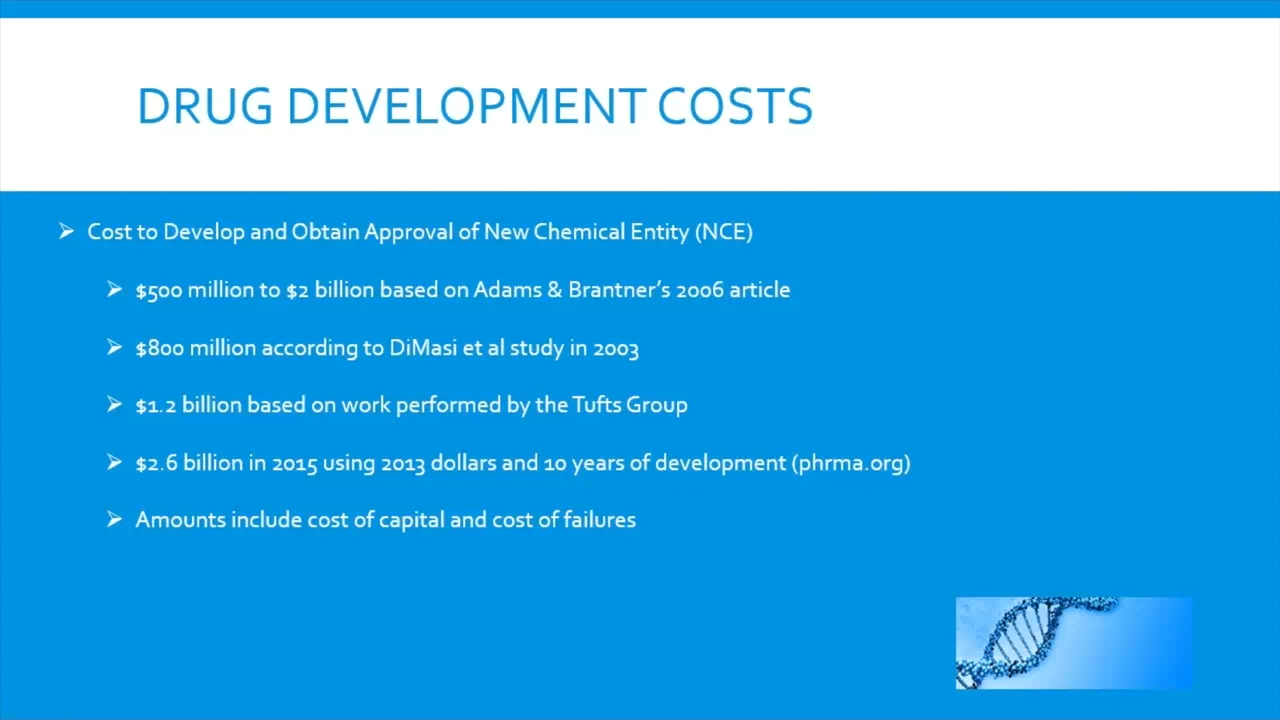 DRUG DEVELOPMENT COSTS
Cost to Develop and Obtain Approval of New Chemical Entity (NCE)
$500 million to $2 billion based on Adams & Brantner’s 2006 article
$800 million according to DiMasi et al study in 2003
$1.2 billion based on work performed by the Tufts Group
$2.6 billion in 2015 using 2013 dollars and 10 years of development (phrma.org)
Amounts include cost of capital and cost of failures